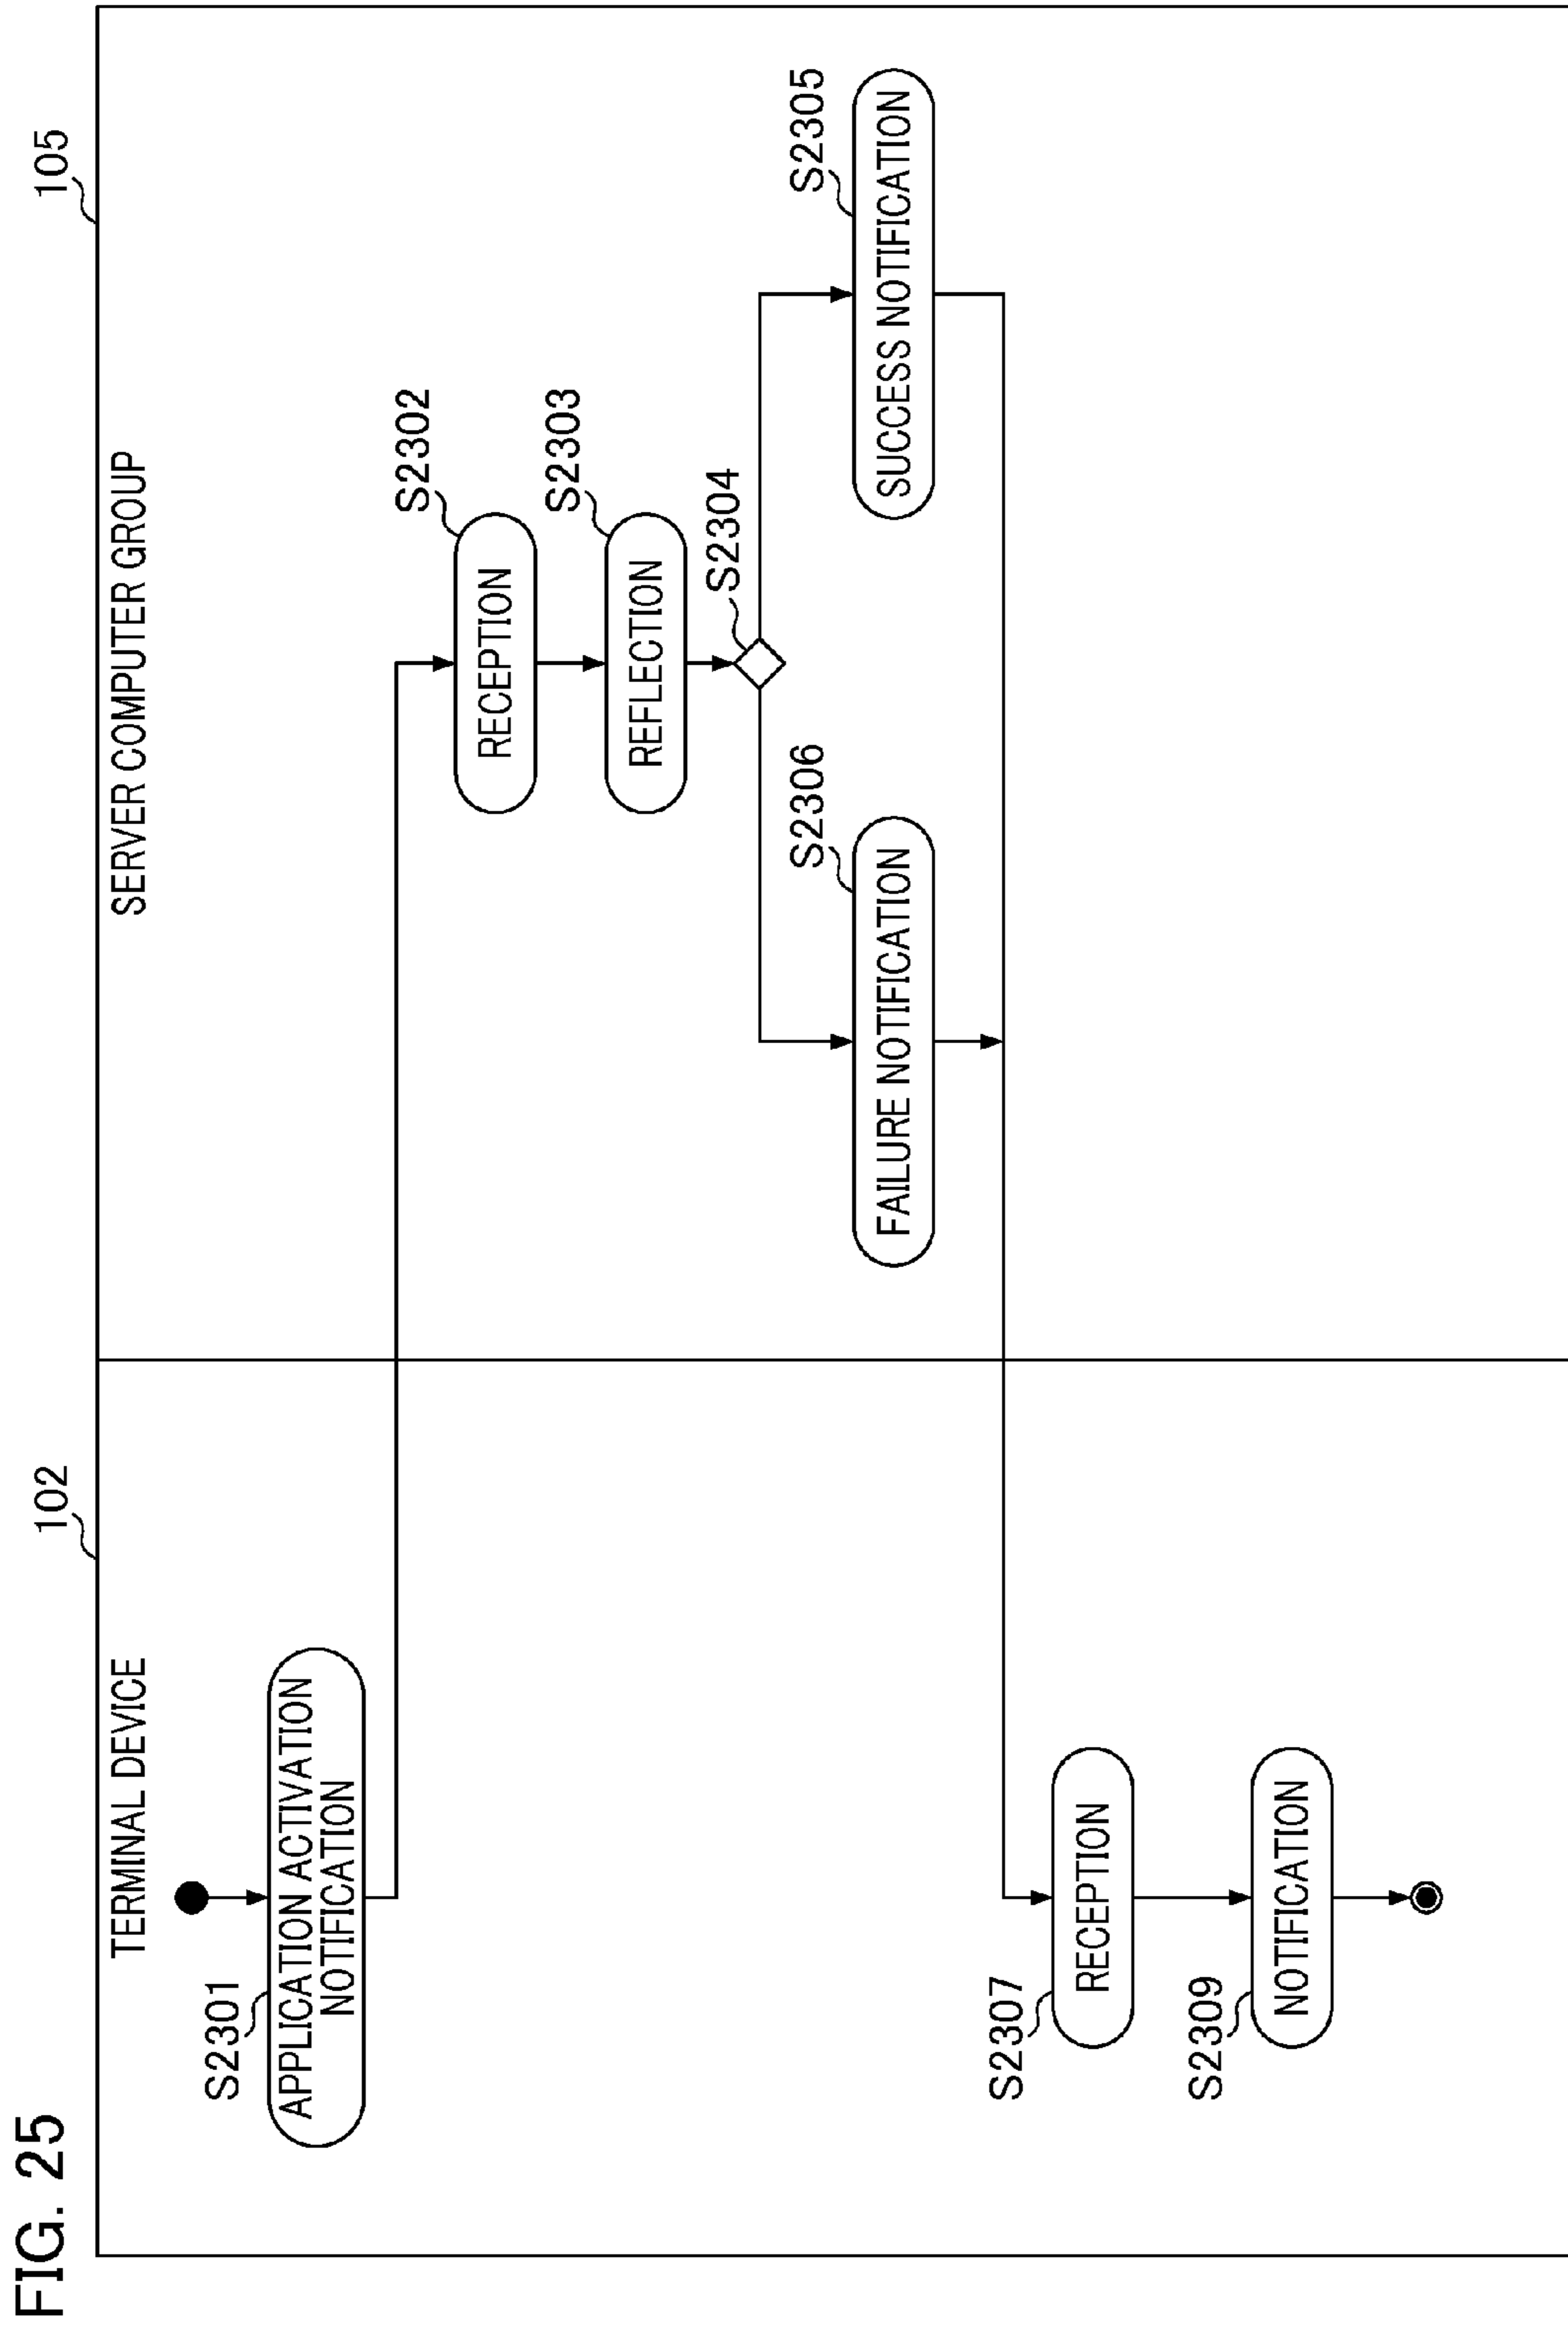 FIG. 25
102
105
TERMINAL DEVICE
SERVER COMPUTER GROUP
S2301
APPLICATION ACTIVATION
NOTIFICATION
S2302
RECEPTION
S2303
REFLECTION
S2304
S2306
FAILURE NOTIFICATION
S2305
SUCCESS NOTIFICATION
S2307
RECEPTION
S2309
NOTIFICATION